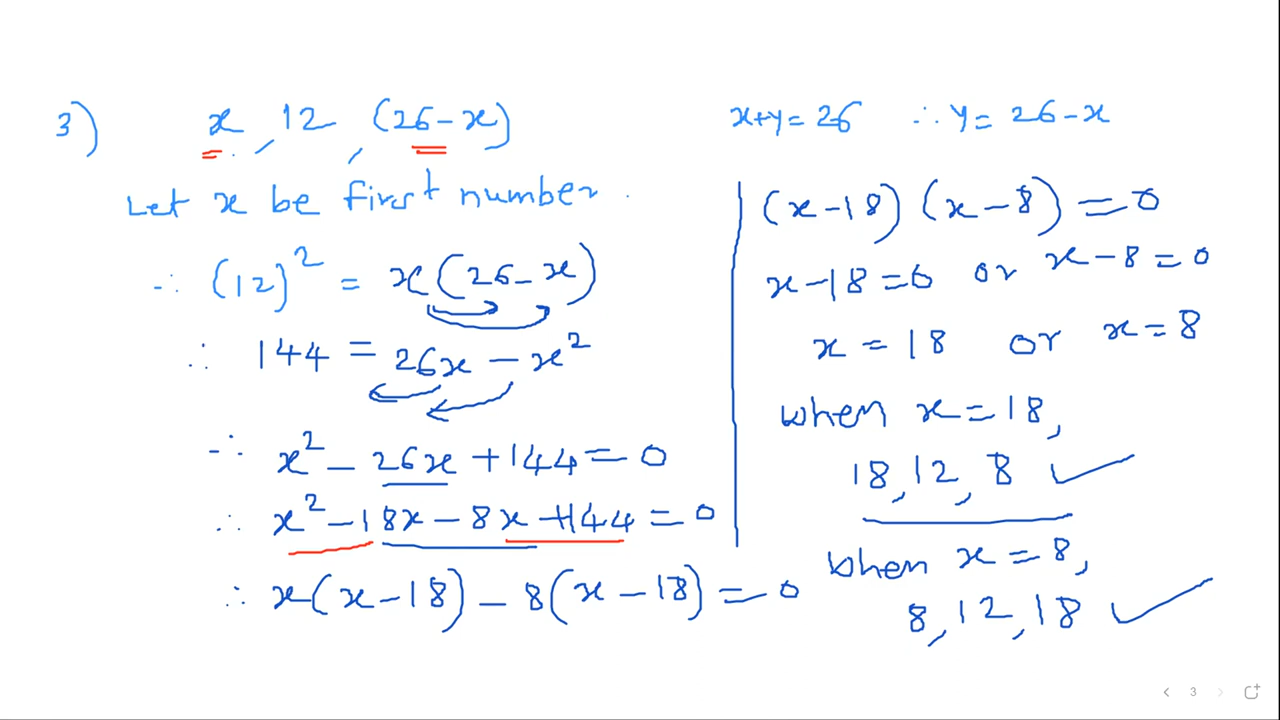 3) x, 12, (26-x)
x+y=26 ∴ y= 26-x
Let x be first number.
∴ (12)² = x(26-x)
∴ 144 = 26x - x²
∴ x² - 26x + 144 = 0
∴ x² - 18x - 8x + 144 = 0
∴ x(x-18) - 8(x-18) = 0
(x-18)(x-8) = 0
x-18=0 or x-8=0
x = 18 or x=8
when x=18,
18, 12, 8 ✓
when x=8,
8, 12, 18 ✓
3